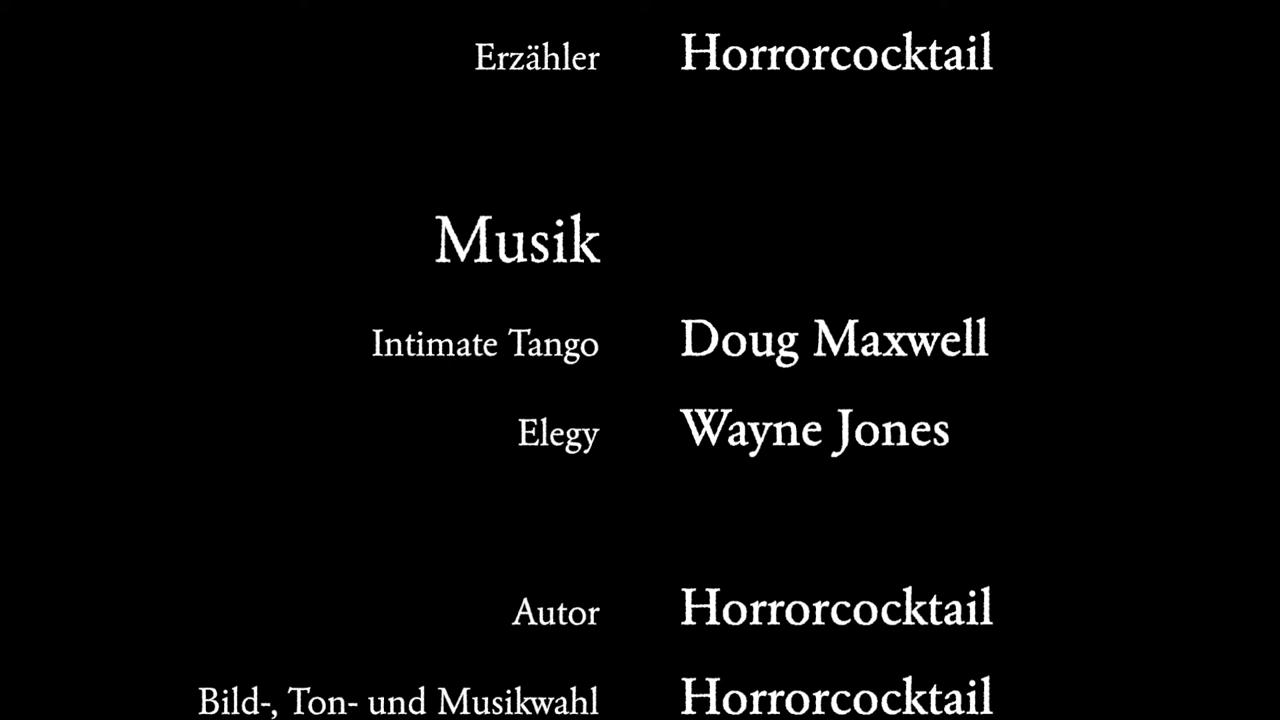 Erzähler Horrorcocktail
Musik
Intimate Tango Doug Maxwell
Elegy Wayne Jones
Autor Horrorcocktail
Bild-, Ton- und Musikwahl Horrorcocktail